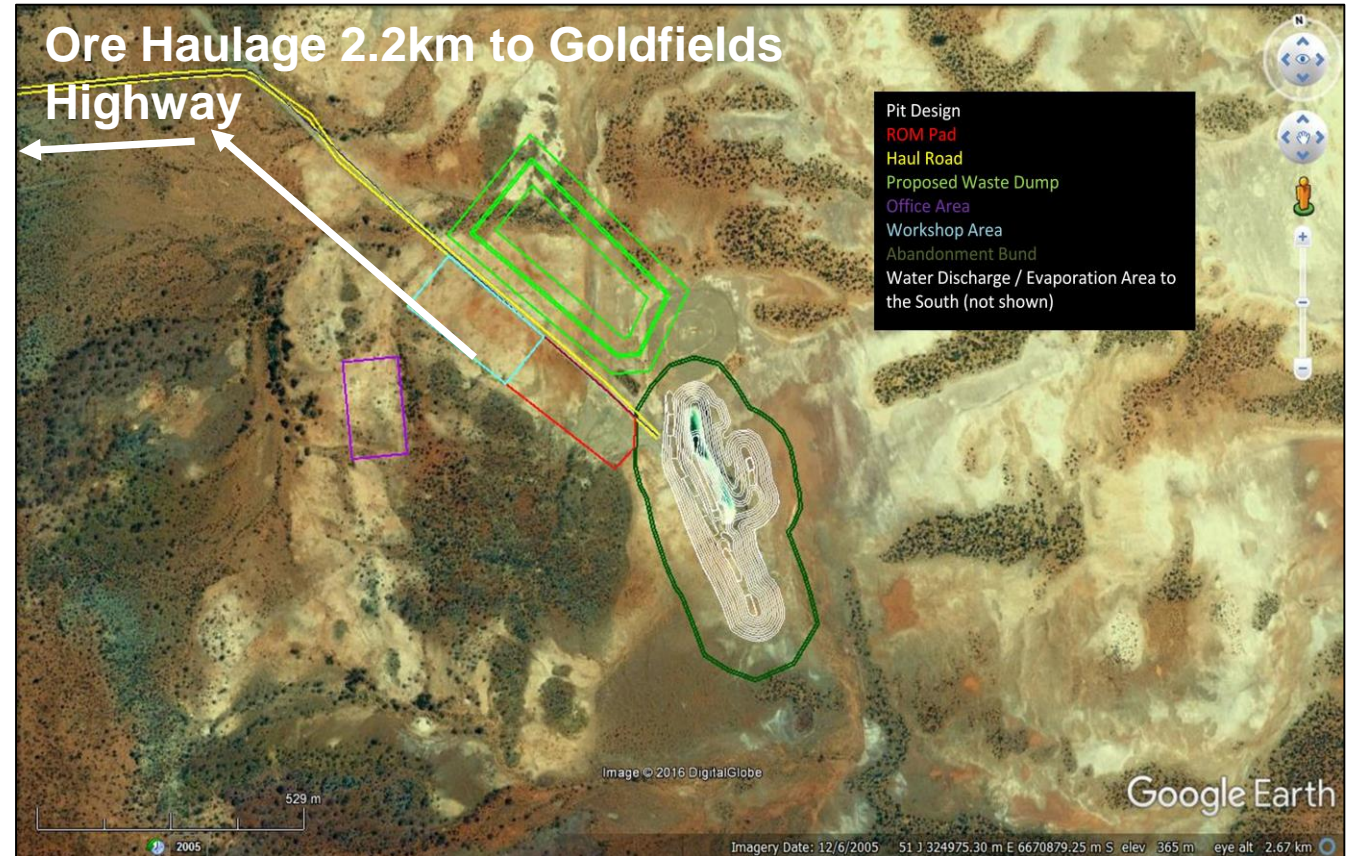 Ore Haulage 2.2km to Goldfields
Highway
N
Pit Design
ROM Pad
Haul Road
Proposed Waste Dump
Office Area
Workshop Area
Abandonment Bund
Water Discharge / Evaporation Area to
the South (not shown)
Image © 2016 DigitalGlobe
Google Earth
529 m
2005
Imagery Date: 12/6/2005 51 J 324975.30 m E 6670879.25 m S elev 365 m eye alt 2.67 km